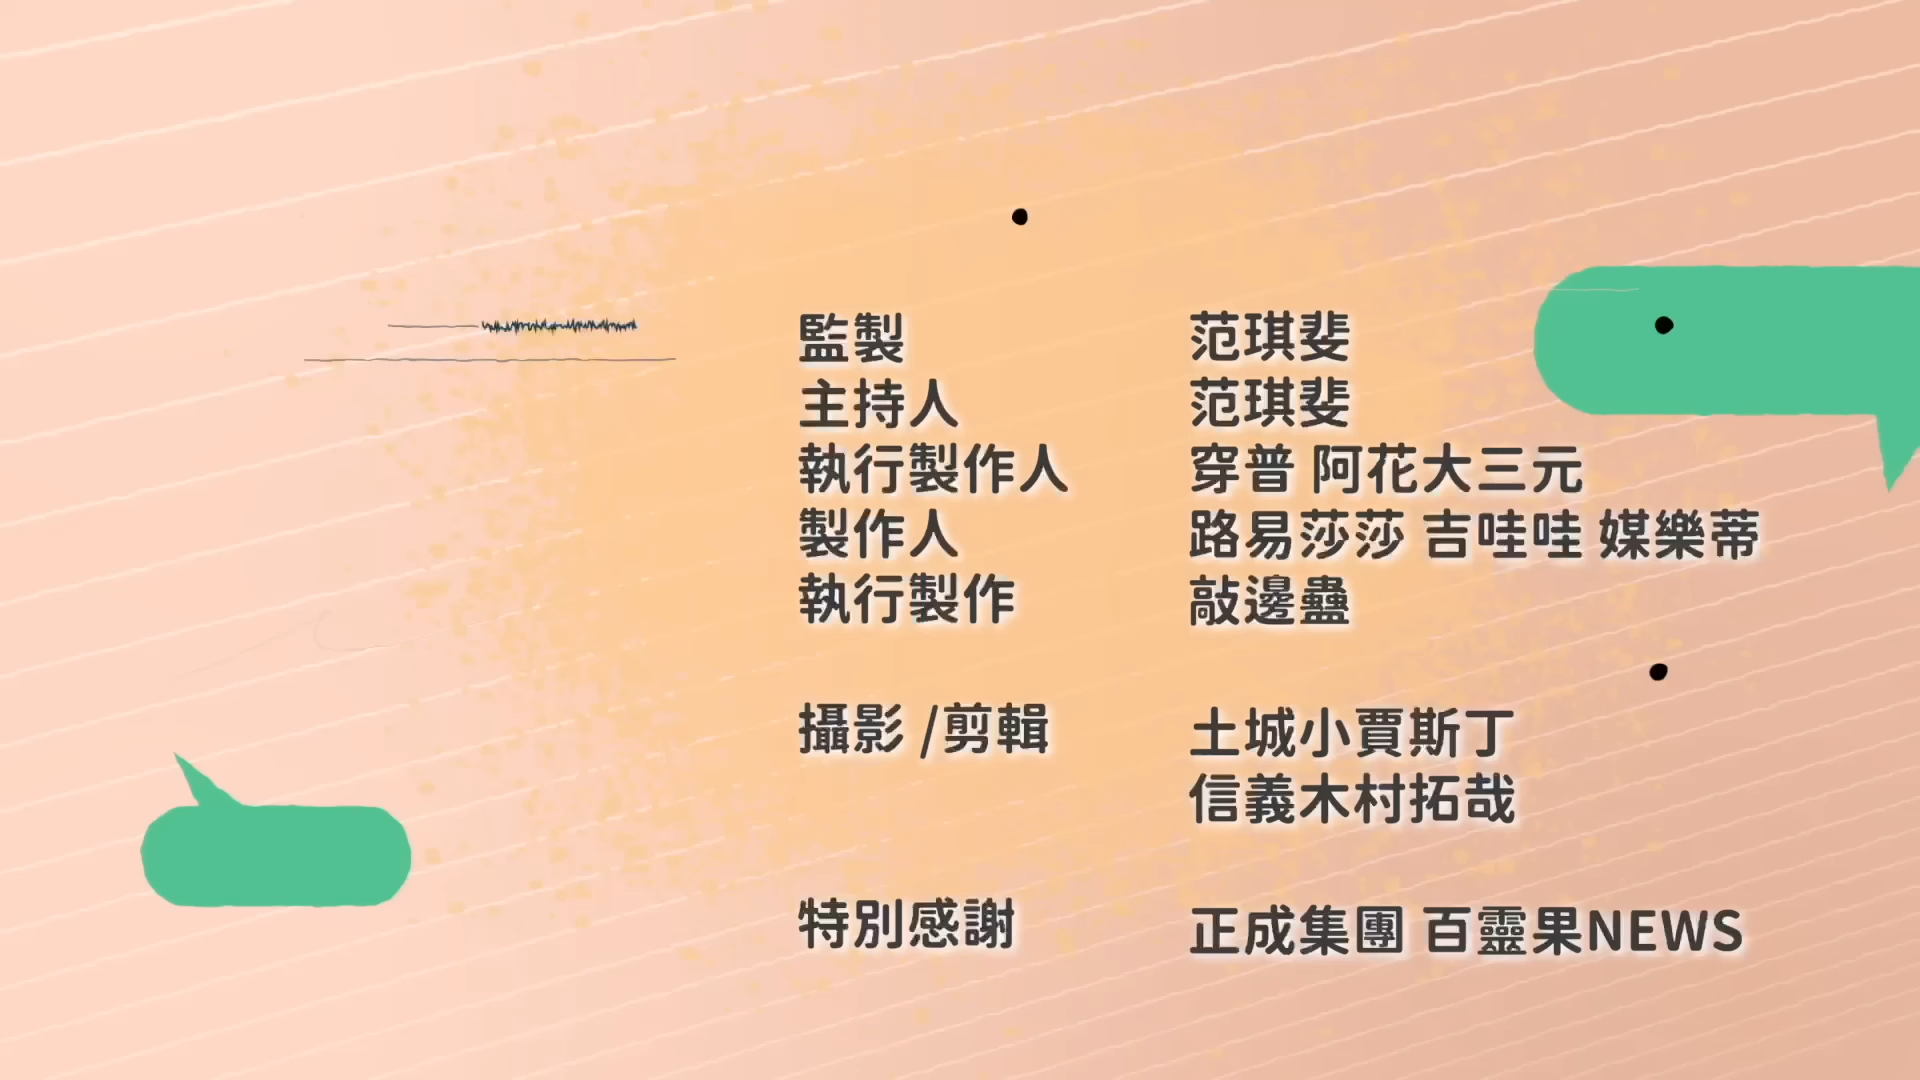 監製 范琪斐
主持人 范琪斐
執行製作人 穿普 阿花大三元
製作人 路易莎莎 吉哇哇 媒樂蒂
執行製作 敲邊蠱
攝影 /剪輯 土城小賈斯丁
信義木村拓哉
特別感謝 正成集團 百靈果NEWS